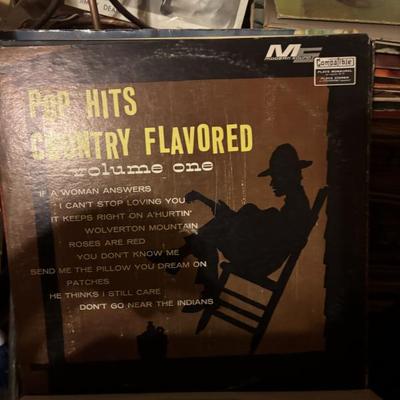 DEA
MS
Compatible
POP HITS
COUNTRY FLAVORED
volume one
IF A WOMAN ANSWERS
I CAN'T STOP LOVING YOU
IT KEEPS RIGHT ON A'HURTIN'
WOLVERTON MOUNTAIN
ROSES ARE RED
YOU DON'T KNOW ME
SEND ME THE PILLOW YOU DREAM ON
PATCHES
HE THINKS I STILL CARE
DON'T GO NEAR THE INDIANS